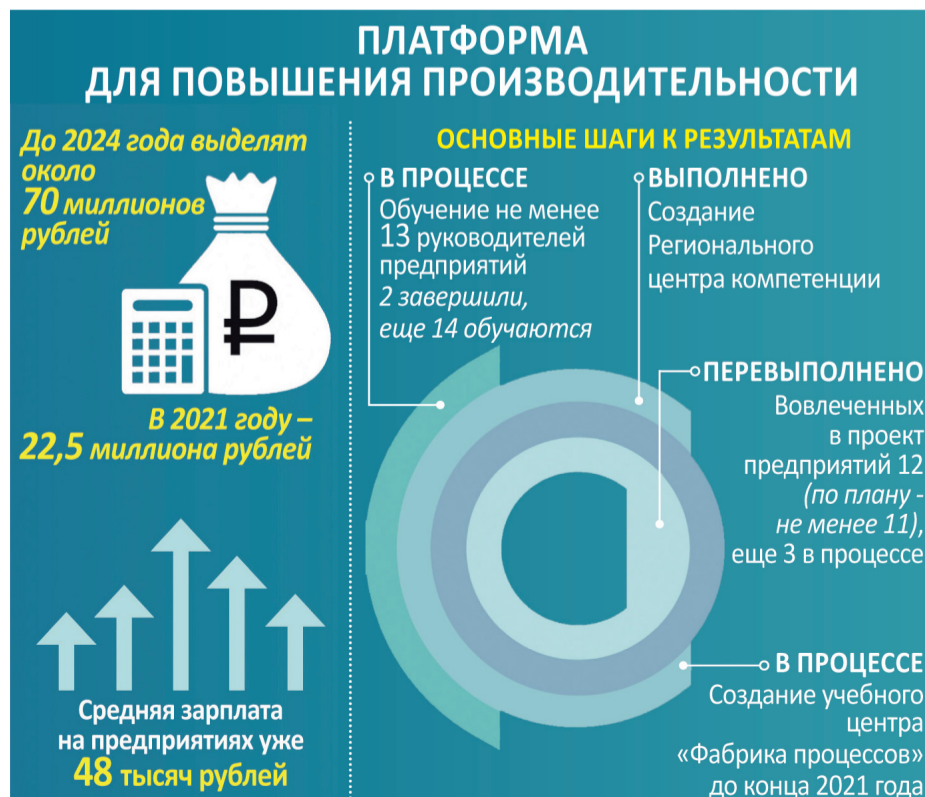 ПЛАТФОРМА
ДЛЯ ПОВЫШЕНИЯ ПРОИЗВОДИТЕЛЬНОСТИ
До 2024 года выделят
около
70 миллионов
рублей
₽
В 2021 году –
22,5 миллиона рублей
Средняя зарплата
на предприятиях уже
48 тысяч рублей
ОСНОВНЫЕ ШАГИ К РЕЗУЛЬТАТАМ
В ПРОЦЕССЕ
Обучение не менее
13 руководителей
предприятий
2 завершили,
еще 14 обучаются
ВЫПОЛНЕНО
Создание
Регионального
центра компетенции
ПЕРЕВЫПОЛНЕНО
Вовлеченных
в проект
предприятий 12
(по плану -
не менее 11),
еще 3 в процессе
В ПРОЦЕССЕ
Создание учебного
центра
«Фабрика процессов»
до конца 2021 года